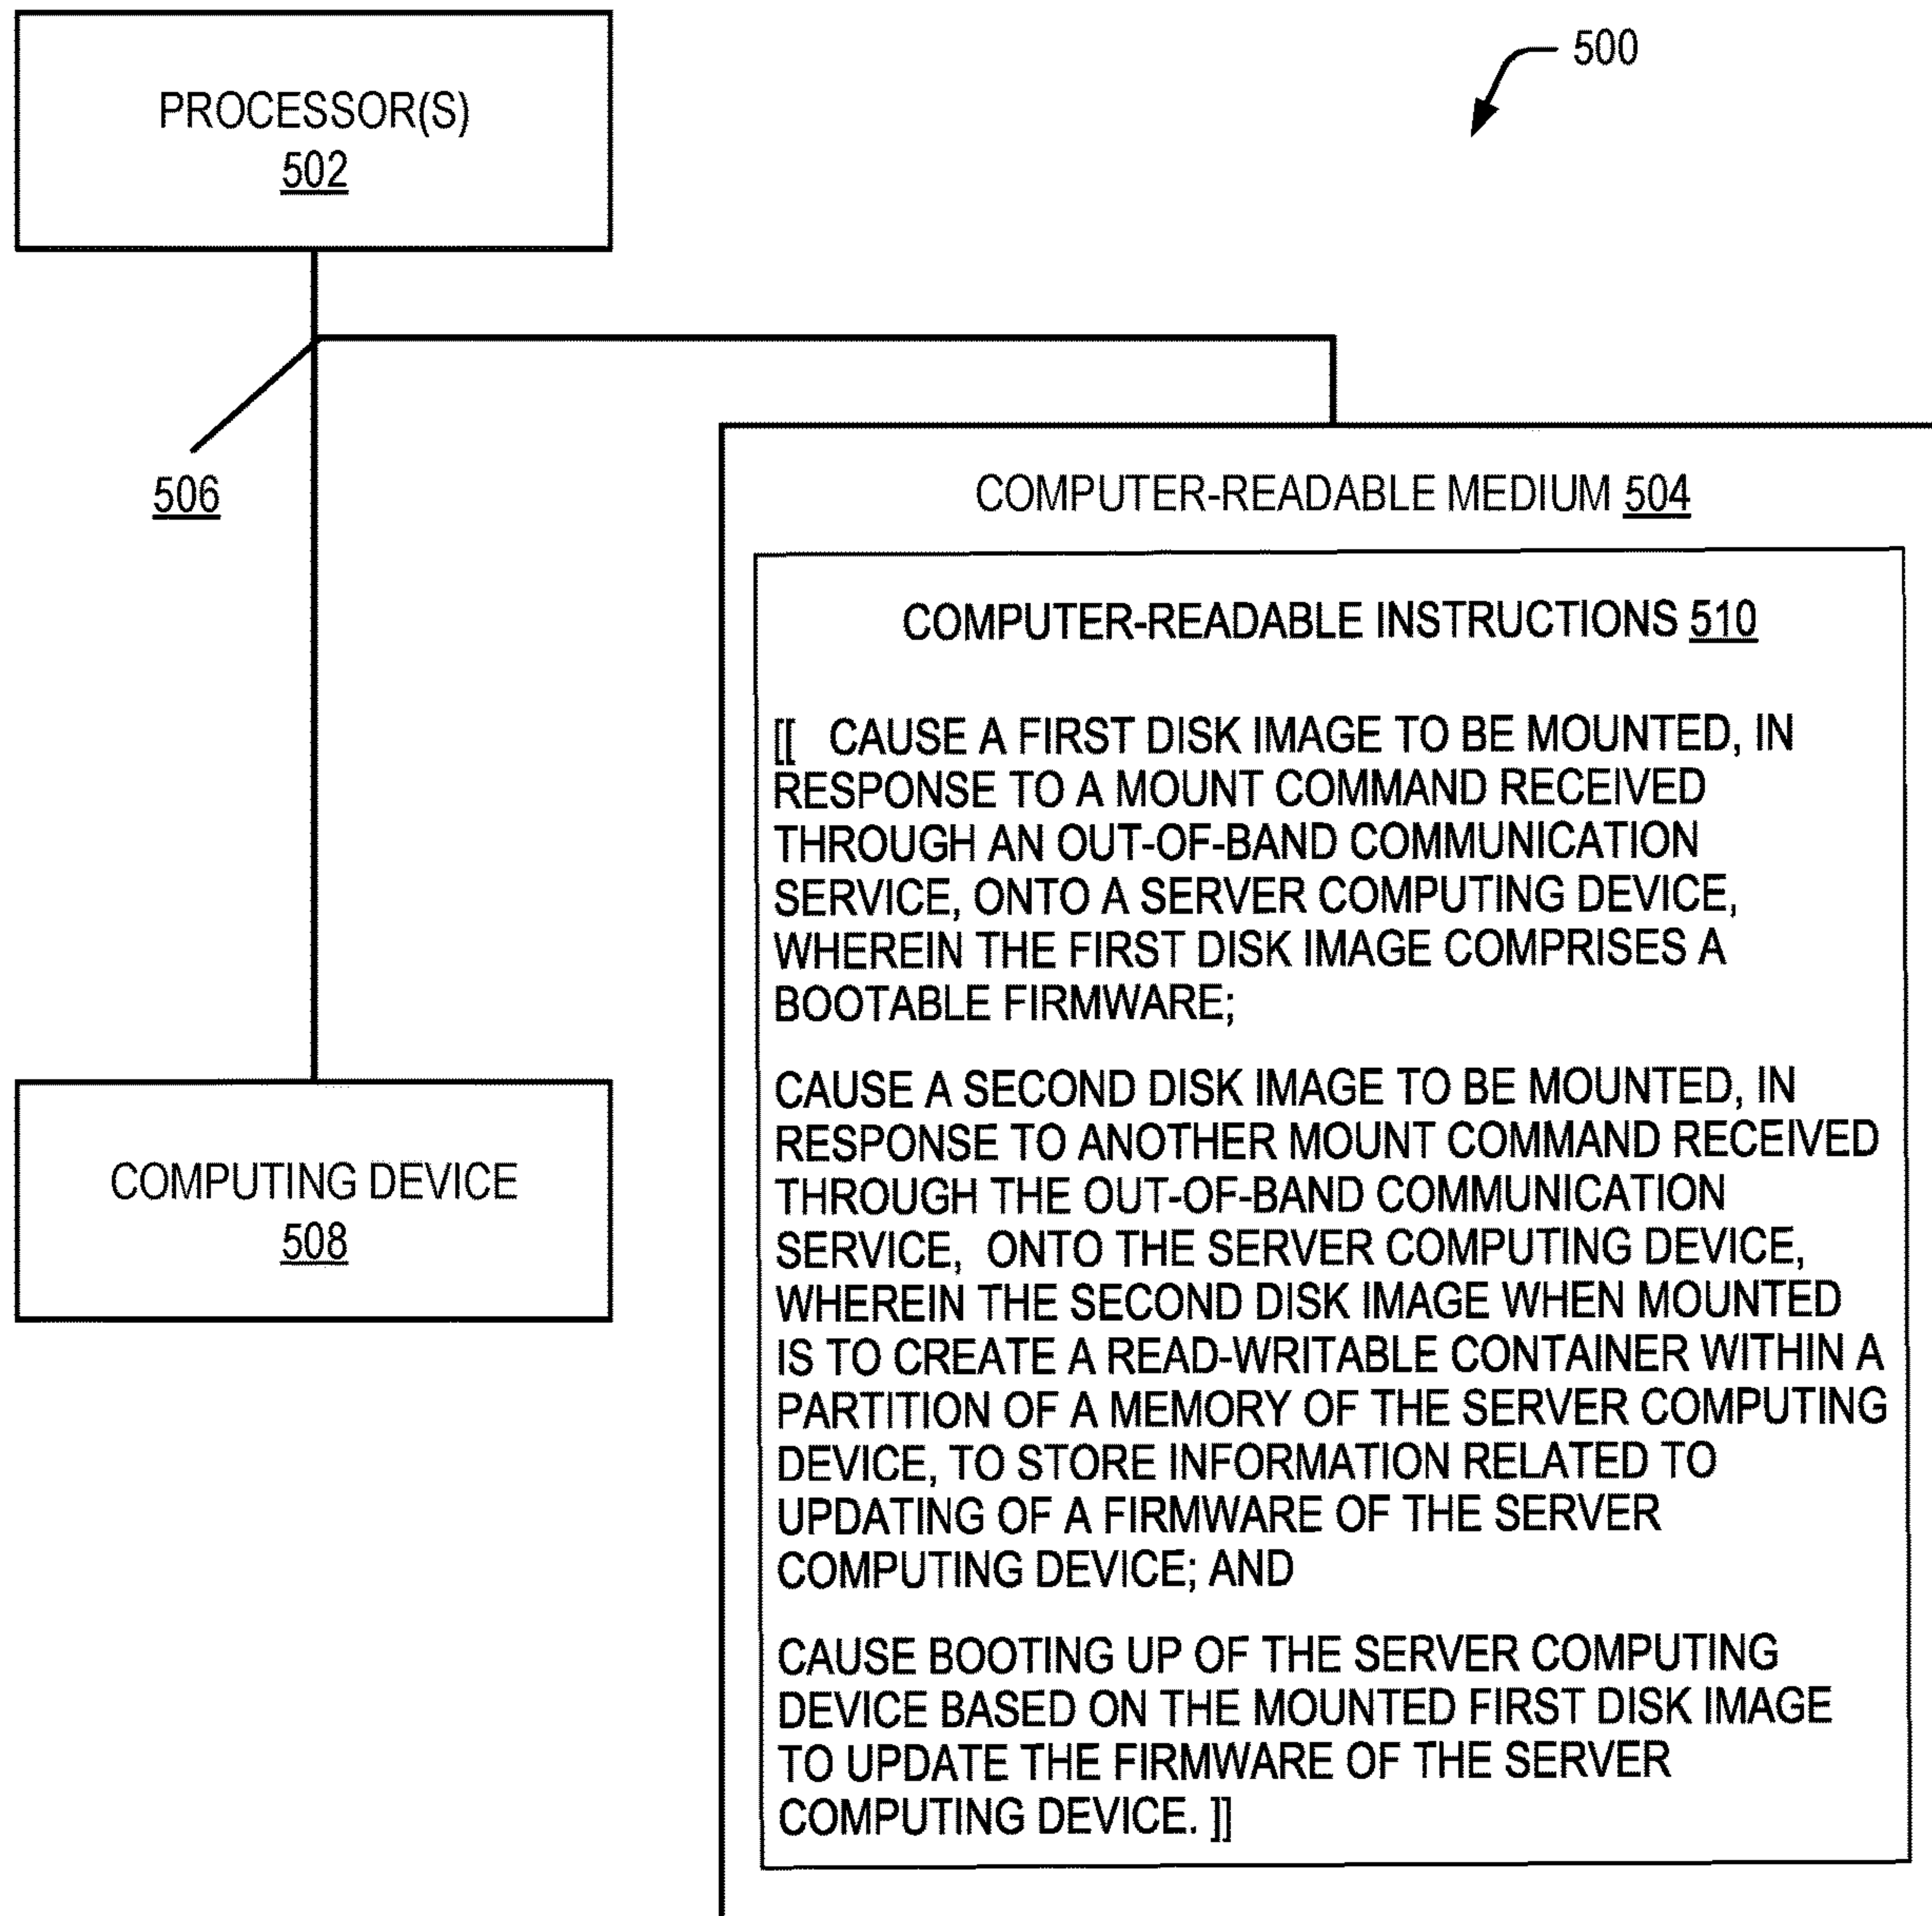 PROCESSOR(S)
502
500
506
COMPUTER-READABLE MEDIUM 504
COMPUTER-READABLE INSTRUCTIONS 510
[[ CAUSE A FIRST DISK IMAGE TO BE MOUNTED, IN
RESPONSE TO A MOUNT COMMAND RECEIVED
THROUGH AN OUT-OF-BAND COMMUNICATION
SERVICE, ONTO A SERVER COMPUTING DEVICE,
WHEREIN THE FIRST DISK IMAGE COMPRISES A
BOOTABLE FIRMWARE;
CAUSE A SECOND DISK IMAGE TO BE MOUNTED, IN
RESPONSE TO ANOTHER MOUNT COMMAND RECEIVED
THROUGH THE OUT-OF-BAND COMMUNICATION
SERVICE, ONTO THE SERVER COMPUTING DEVICE,
WHEREIN THE SECOND DISK IMAGE WHEN MOUNTED
IS TO CREATE A READ-WRITABLE CONTAINER WITHIN A
PARTITION OF A MEMORY OF THE SERVER COMPUTING
DEVICE, TO STORE INFORMATION RELATED TO
UPDATING OF A FIRMWARE OF THE SERVER
COMPUTING DEVICE; AND
CAUSE BOOTING UP OF THE SERVER COMPUTING
DEVICE BASED ON THE MOUNTED FIRST DISK IMAGE
TO UPDATE THE FIRMWARE OF THE SERVER
COMPUTING DEVICE. ]]
COMPUTING DEVICE
508